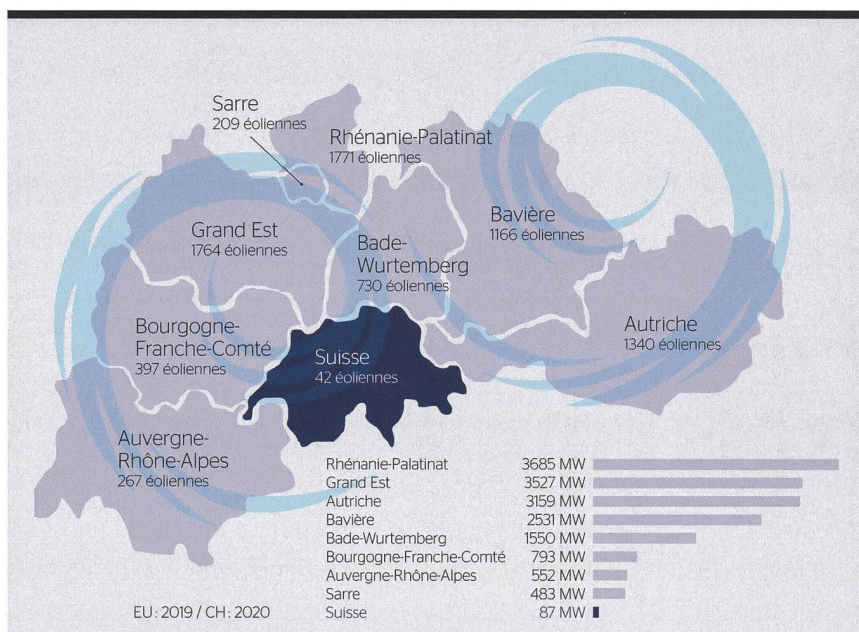 Sarre
209 éoliennes
Rhénanie-Palatinat
1771 éoliennes
Grand Est
1764 éoliennes
Bade-
Wurtemberg
730 éoliennes
Bavière
1166 éoliennes
Bourgogne-
Franche-Comté
397 éoliennes
Suisse
42 éoliennes
Autriche
1340 éoliennes
Auvergne-
Rhône-Alpes
267 éoliennes
Rhénanie-Palatinat 3685 MW
Grand Est 3527 MW
Autriche 3159 MW
Bavière 2531 MW
Bade-Wurtemberg 1550 MW
Bourgogne-Franche-Comté 793 MW
Auvergne-Rhône-Alpes 552 MW
Sarre 483 MW
Suisse 87 MW
EU: 2019 / CH: 2020